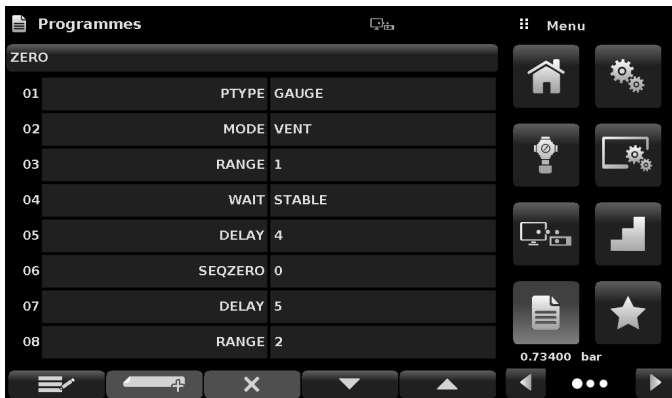 Programmes
Menu
ZERO
01 PTYPE GAUGE
02 MODE VENT
03 RANGE 1
04 WAIT STABLE
05 DELAY 4
06 SEQZERO 0
07 DELAY 5
08 RANGE 2
0.73400 bar